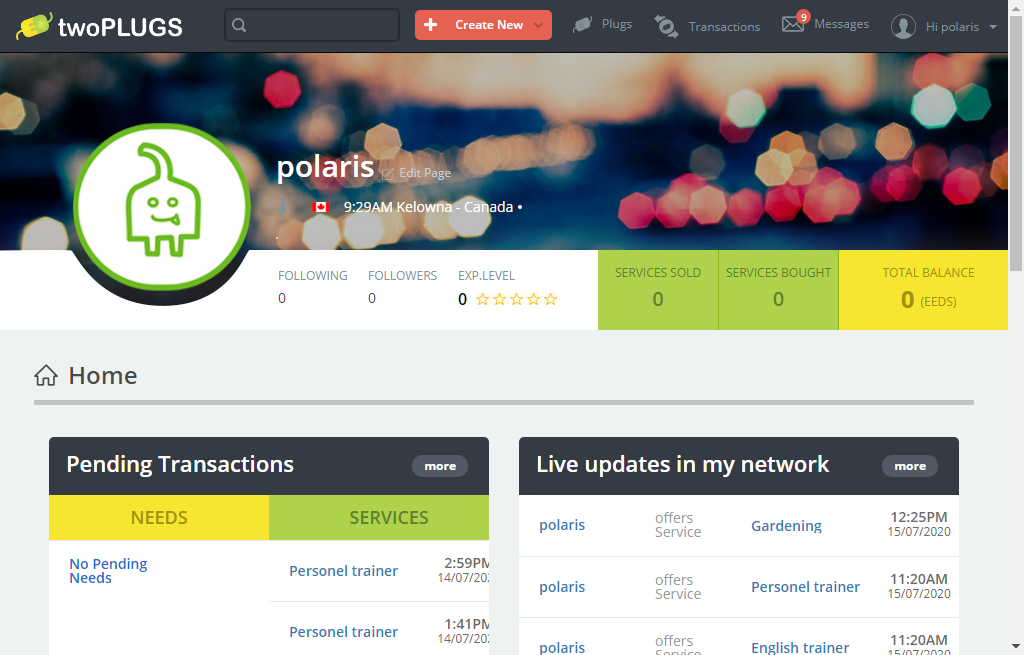 twoPLUGS
Create New
Plugs
Transactions
9
Messages
Hi polaris
polaris
Edit Page
9:29AM Kelowna - Canada •
FOLLOWING
0
FOLLOWERS
0
EXP.LEVEL
0
SERVICES SOLD
0
SERVICES BOUGHT
0
TOTAL BALANCE
0 (EEDS)
Home
Pending Transactions
more
NEEDS
SERVICES
No Pending
Needs
Personel trainer
2:59PM
14/07/202
Personel trainer
1:41PM
14/07/202
Live updates in my network
more
polaris
offers
Service
Gardening
12:25PM
15/07/2020
polaris
offers
Service
Personel trainer
11:20AM
15/07/2020
polaris
offers
Service
English trainer
11:20AM
15/07/2020